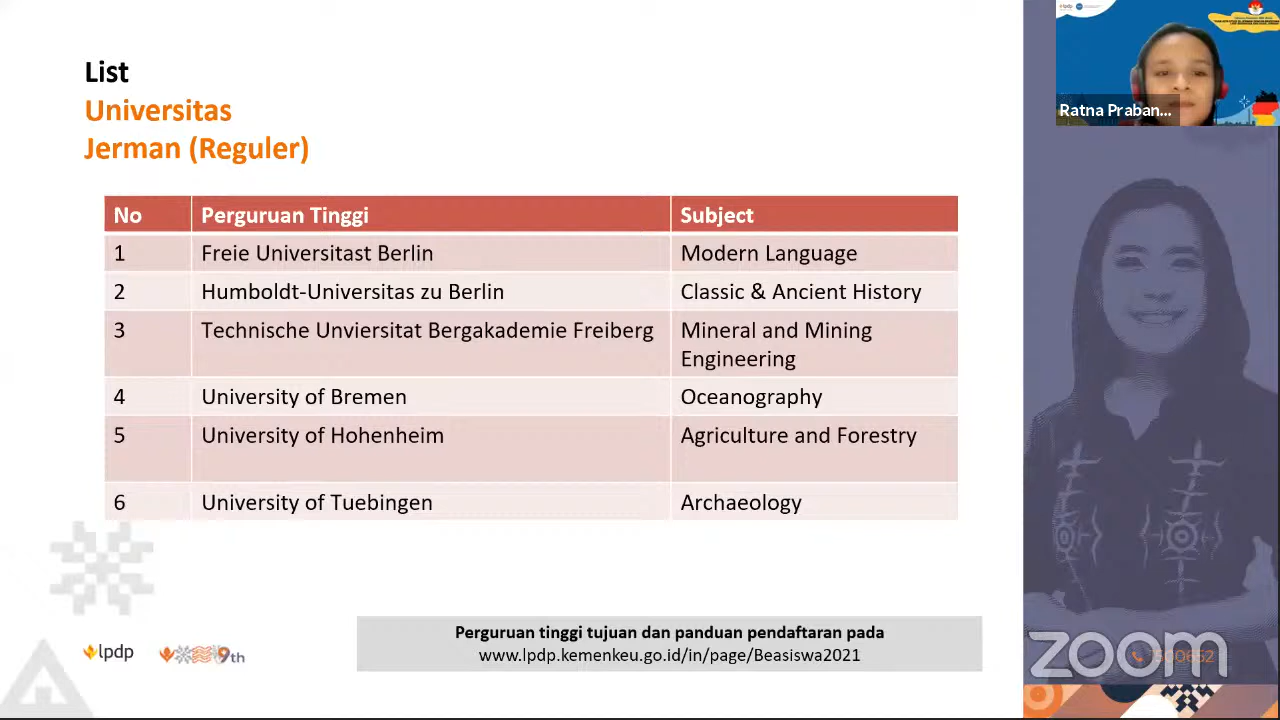 List
Universitas
Jerman (Reguler)
No Perguruan Tinggi Subject
1 Freie Universitast Berlin Modern Language
2 Humboldt-Universitas zu Berlin Classic & Ancient History
3 Technische Unviersitat Bergakademie Freiberg Mineral and Mining
Engineering
4 University of Bremen Oceanography
5 University of Hohenheim Agriculture and Forestry
6 University of Tuebingen Archaeology
Perguruan tinggi tujuan dan panduan pendaftaran pada
www.lpdp.kemenkeu.go.id/in/page/Beasiswa2021
lpdp
9th
Ratna Praban...
zoom
1500652